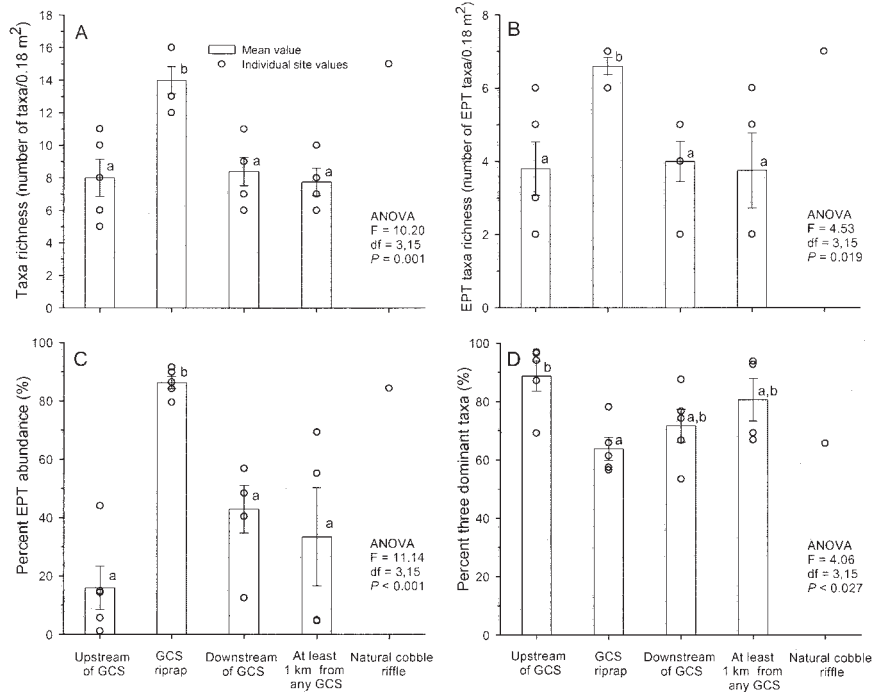 A
Taxa richness (number of taxa/0.18 m²)
18
16
14
12
10
8
6
4
2
0
Mean value
Individual site values
a
b
a
a
ANOVA
F = 10.20
df = 3,15
P = 0.001
B
EPT taxa richness (number of EPT taxa/0.18 m²)
8
6
4
2
0
a
b
a
a
ANOVA
F = 4.53
df = 3,15
P = 0.019
C
Percent EPT abundance (%)
100
80
60
40
20
0
a
b
a
a
ANOVA
F = 11.14
df = 3,15
P < 0.001
Upstream
of GCS
GCS
riprap
Downstream
of GCS
At least
1 km from
any GCS
Natural cobble
riffle
D
Percent three dominant taxa (%)
100
80
60
40
20
0
b
a
a,b
a,b
ANOVA
F = 4.06
df = 3,15
P < 0.027
Upstream
of GCS
GCS
riprap
Downstream
of GCS
At least
1 km from
any GCS
Natural cobble
riffle